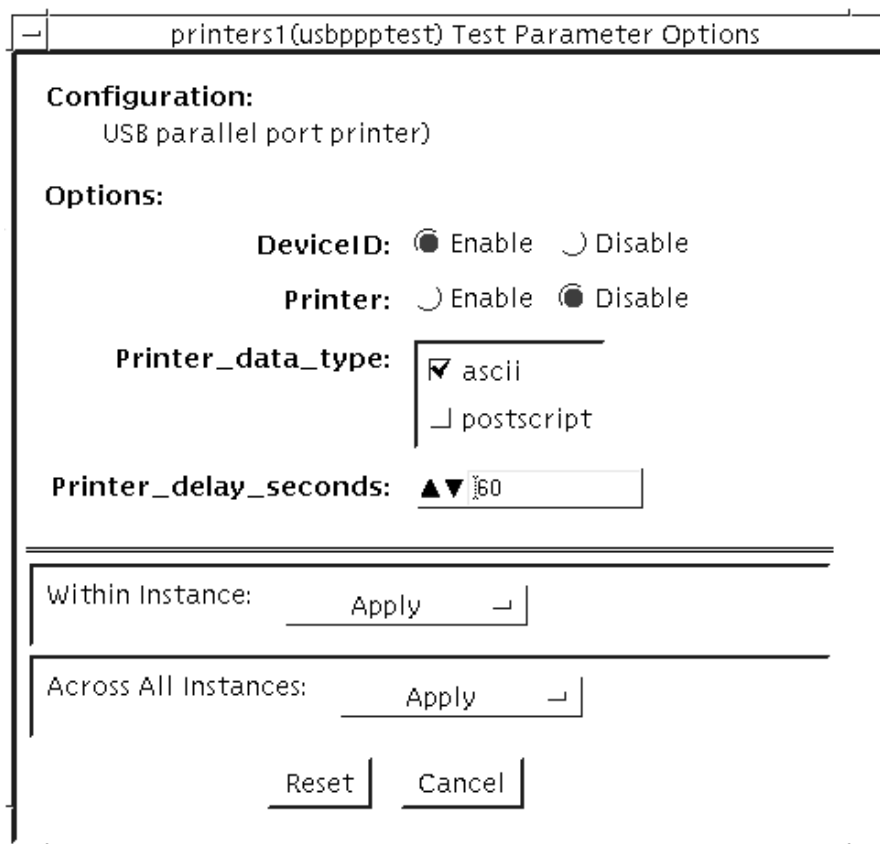 printers1(usbppptest) Test Parameter Options
Configuration:
USB parallel port printer)
Options:
DeviceID: Enable Disable
Printer: Enable Disable
Printer_data_type: ascii
postscript
Printer_delay_seconds: 60
Within Instance: Apply
Across All Instances: Apply
Reset Cancel